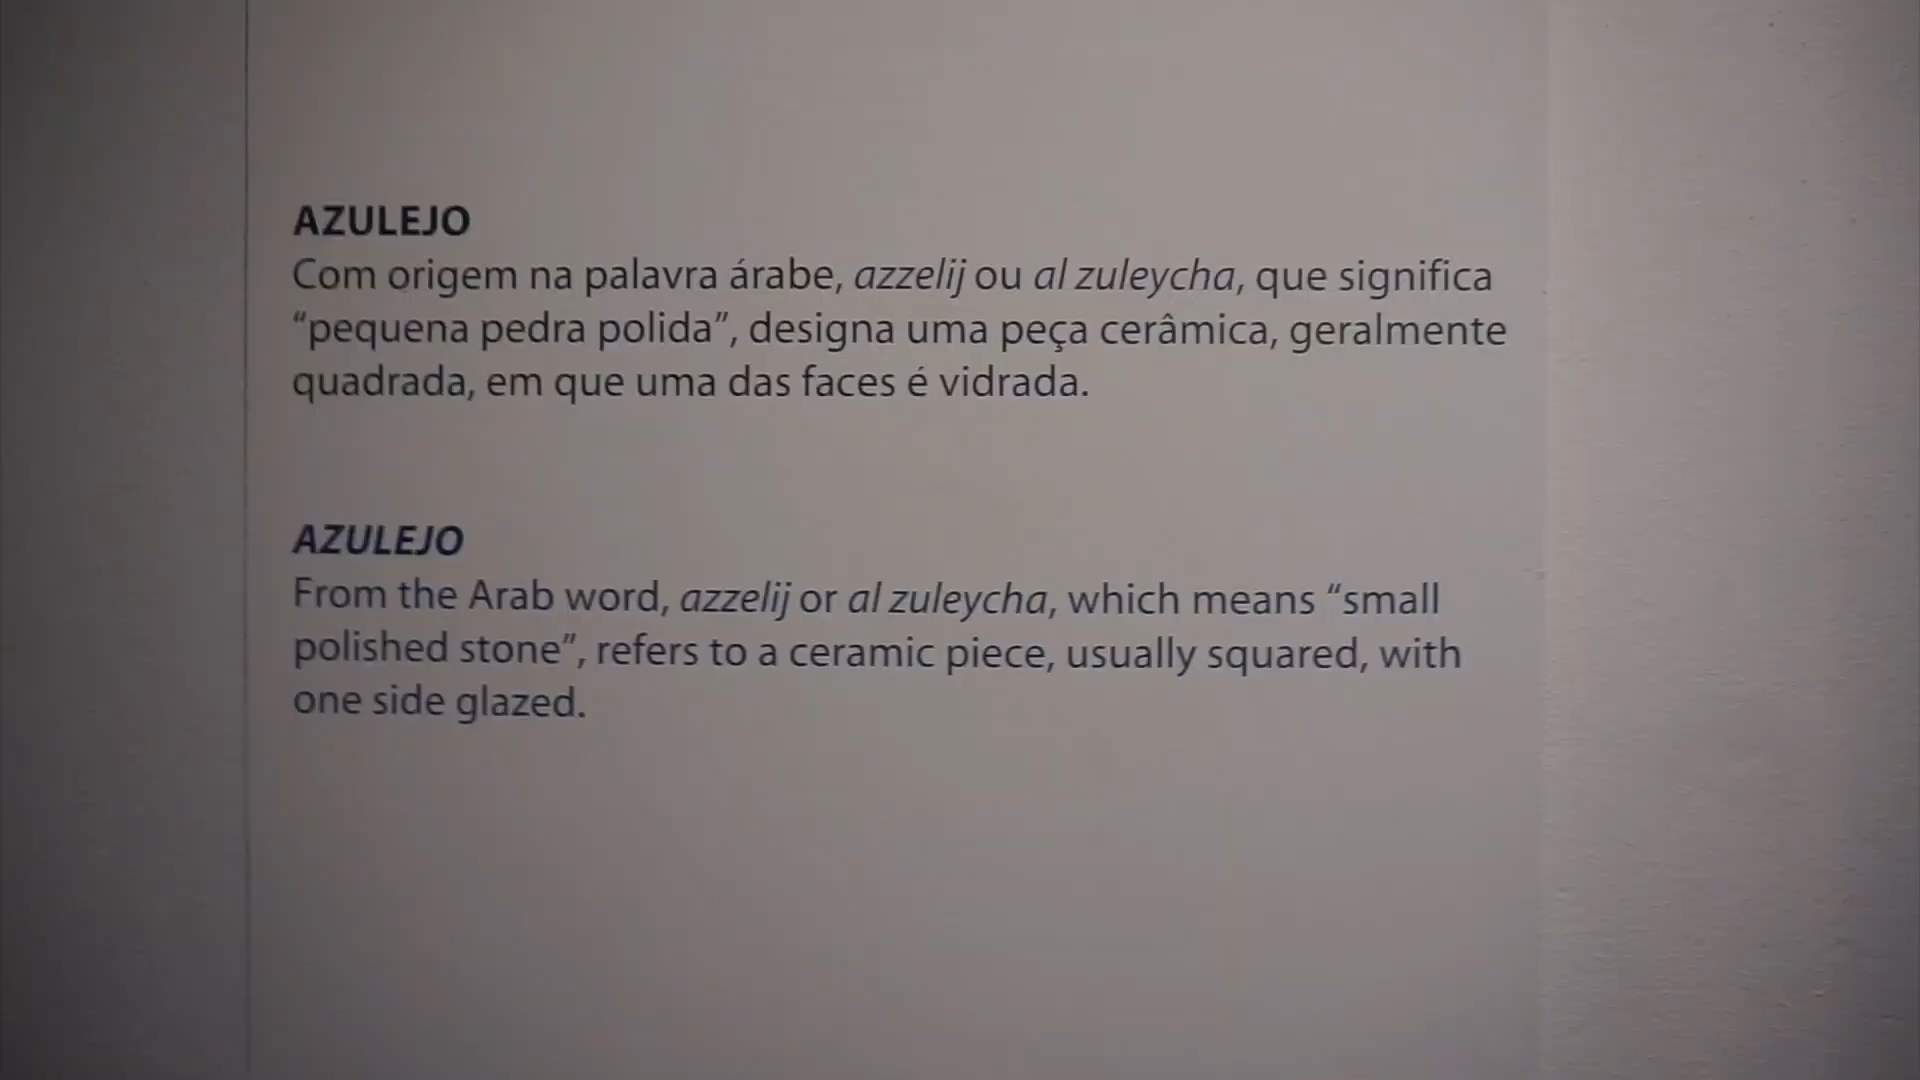 AZULEJO
Com origem na palavra árabe, azzelij ou al zuleycha, que significa
“pequena pedra polida”, designa uma peça cerâmica, geralmente
quadrada, em que uma das faces é vidrada.
AZULEJO
From the Arab word, azzelij or al zuleycha, which means “small
polished stone”, refers to a ceramic piece, usually squared, with
one side glazed.